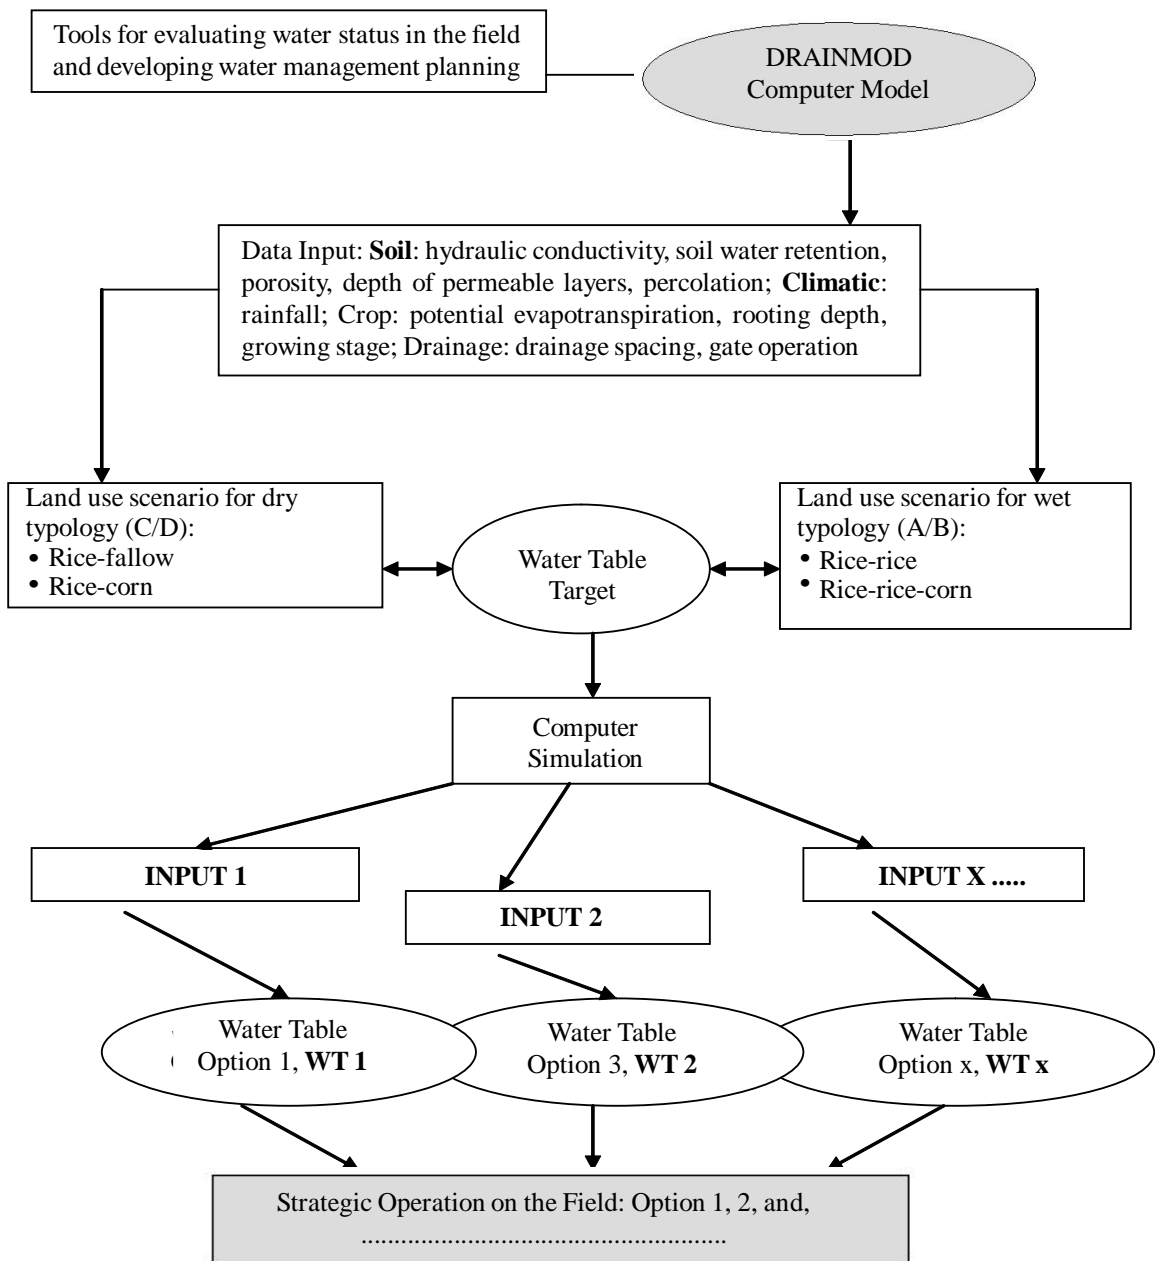 Tools for evaluating water status in the field
and developing water management planning
DRAINMOD
Computer Model
Data Input: Soil: hydraulic conductivity, soil water retention,
porosity, depth of permeable layers, percolation; Climatic:
rainfall; Crop: potential evapotranspiration, rooting depth,
growing stage; Drainage: drainage spacing, gate operation
Land use scenario for dry
typology (C/D):
• Rice-fallow
• Rice-corn
Water Table
Target
Land use scenario for wet
typology (A/B):
• Rice-rice
• Rice-rice-corn
Computer
Simulation
INPUT 1
INPUT 2
INPUT X .....
Water Table
Option 1, WT 1
Water Table
Option 3, WT 2
Water Table
Option x, WT x
Strategic Operation on the Field: Option 1, 2, and,
.......................................................